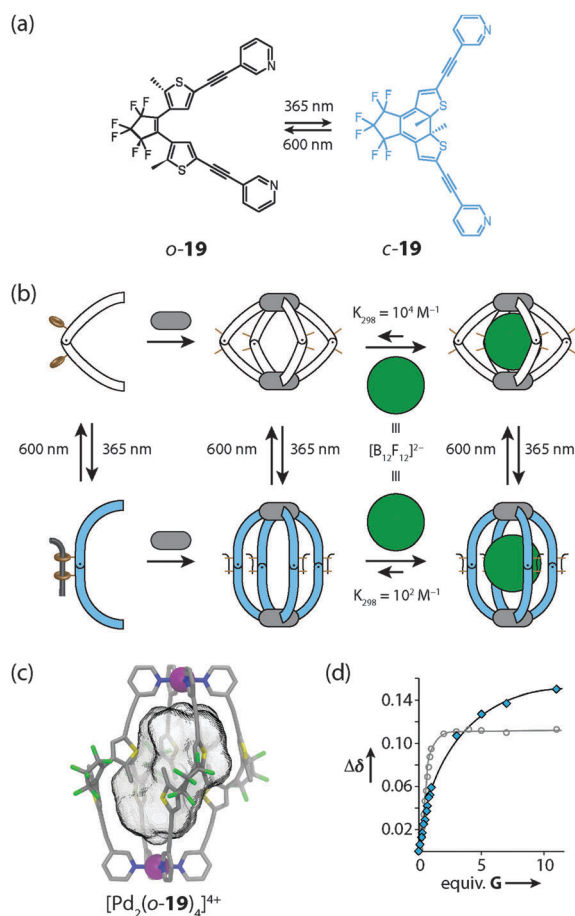 (a)
S
N
F F
F
F
F
F
S
N
365 nm
600 nm
F F
F
F
F
F
S
S
N
N
o-19
c-19
(b)
K298 = 10⁴ M⁻¹
600 nm
365 nm
600 nm
365 nm
[B₁₂F₁₂]²⁻
600 nm
365 nm
K298 = 10² M⁻¹
(c)
(d)
0.14
0.10
Δδ
0.06
0.02
0
5
10
equiv. G
[Pd₂(o-19)₄]⁴⁺